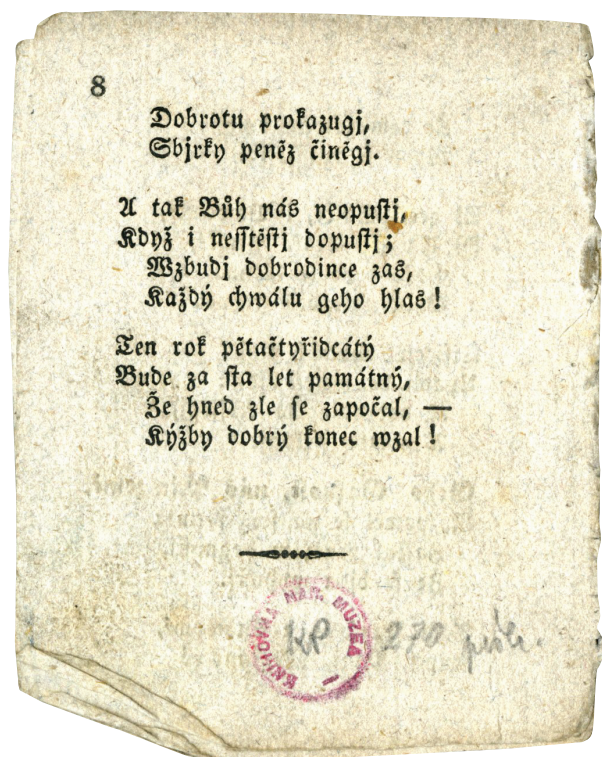 8
Dobrotu prokazugj,
Sbjrky peněz činěgj.
A tak Bůh nás neopustj,
Když i nesstěstj dopustj;
Wzbudj dobrodince zas,
Každý chwálu geho hlas!
Ten rok pětačtyřidcátý
Bude za sta let památný,
Že hned zle se započal, —
Kýžby dobrý konec wzal!
KNIHOVNA NÁR. MUZEA
KP 270